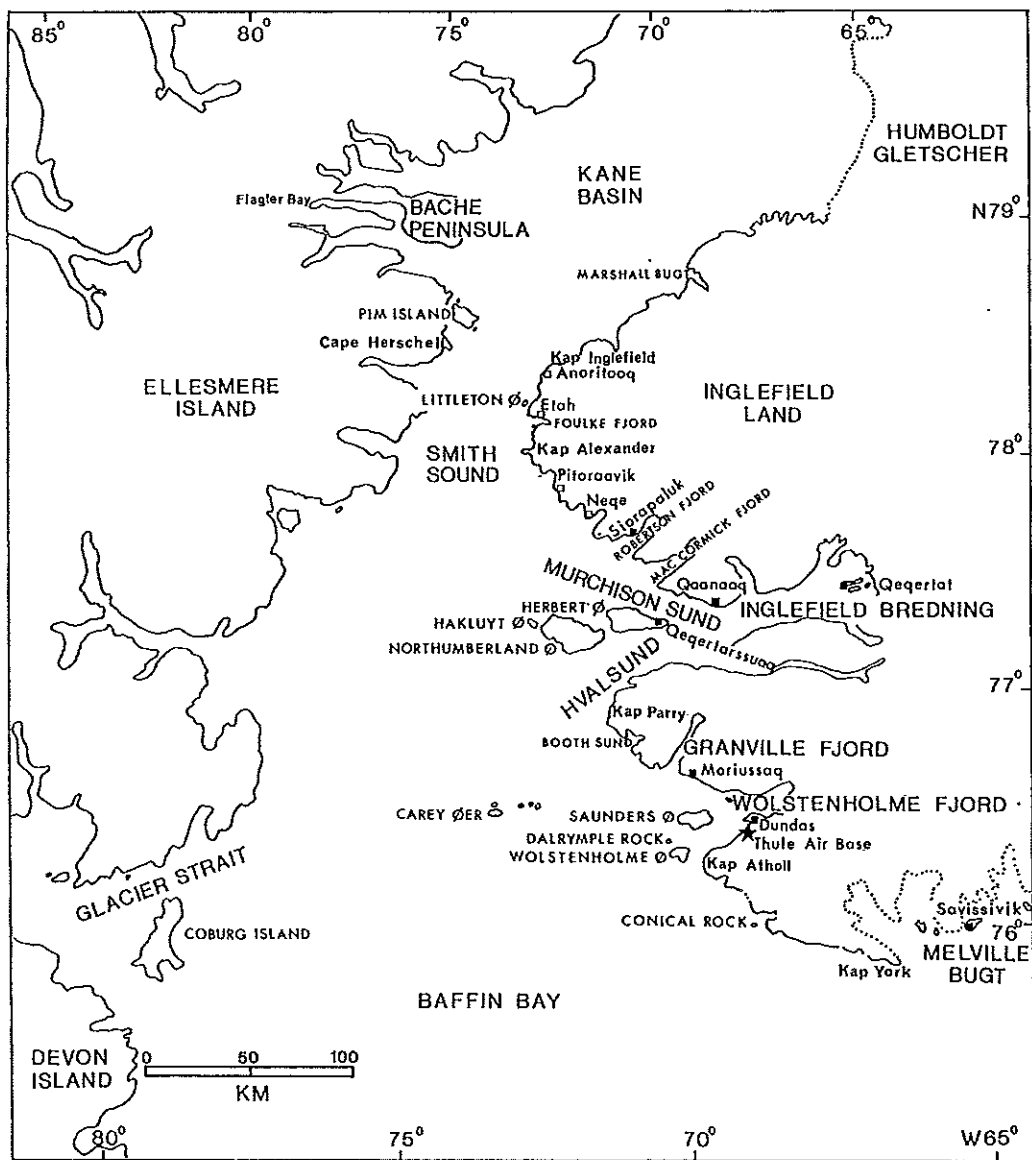 85° 80° 75° 70° 65°
HUMBOLDT
GLETSCHER
KANE
BASIN
Flagler Bay
BACHE
PENINSULA
N79°
MARSHALL BUGT
PIM ISLAND
Cape Herschel
Kap Inglefield
Anoritooq
ELLESMERE
ISLAND
INGLEFIELD
LAND
LITTLETON Ø
Etah
FOULKE FJORD
78°
Kap Alexander
SMITH
SOUND
Pitoraavik
Neqe
Siorapaluk
ROBERTSON FJORD
MAC CORMICK FJORD
Qaanaaq
Qeqertat
MURCHISON SUND
INGLEFIELD BREDNING
HERBERT Ø
HAKLUYT Ø
Qeqertarssuaq
NORTHUMBERLAND Ø
HVALSUND
77°
Kap Parry
BOOTH SUND
GRANVILLE FJORD
Moriussaq
WOLSTENHOLME FJORD
CAREY ØER
SAUNDERS Ø
Dundas
DALRYMPLE ROCK
Thule Air Base
WOLSTENHOLME Ø
Kap Atholl
GLACIER STRAIT
COBURG ISLAND
CONICAL ROCK
Savissivik
76°
MELVILLE
BUGT
Kap York
BAFFIN BAY
DEVON
ISLAND
0 50 100
KM
80° 75° 70° W65°